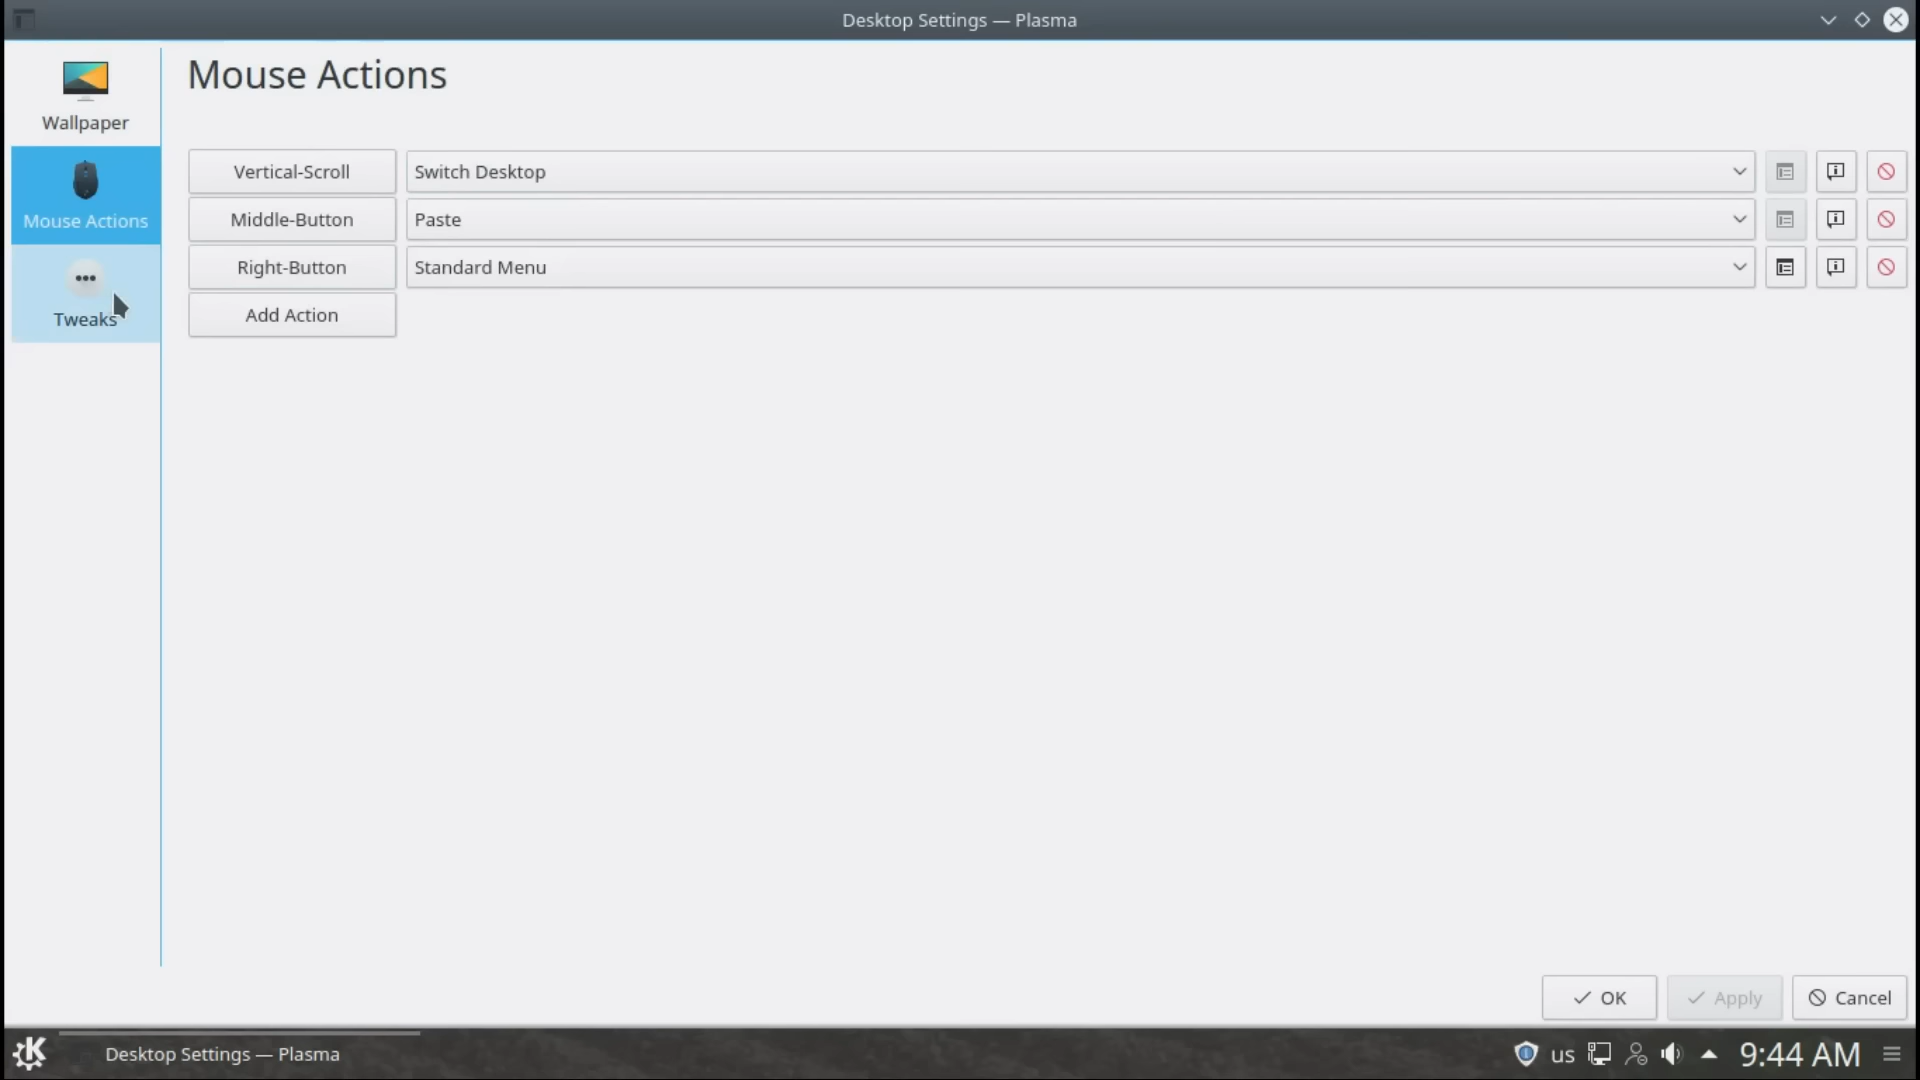 Desktop Settings — Plasma
Wallpaper
Mouse Actions
Tweaks
Mouse Actions
Vertical-Scroll Switch Desktop
Middle-Button Paste
Right-Button Standard Menu
Add Action
OK Apply Cancel
Desktop Settings — Plasma us 9:44 AM